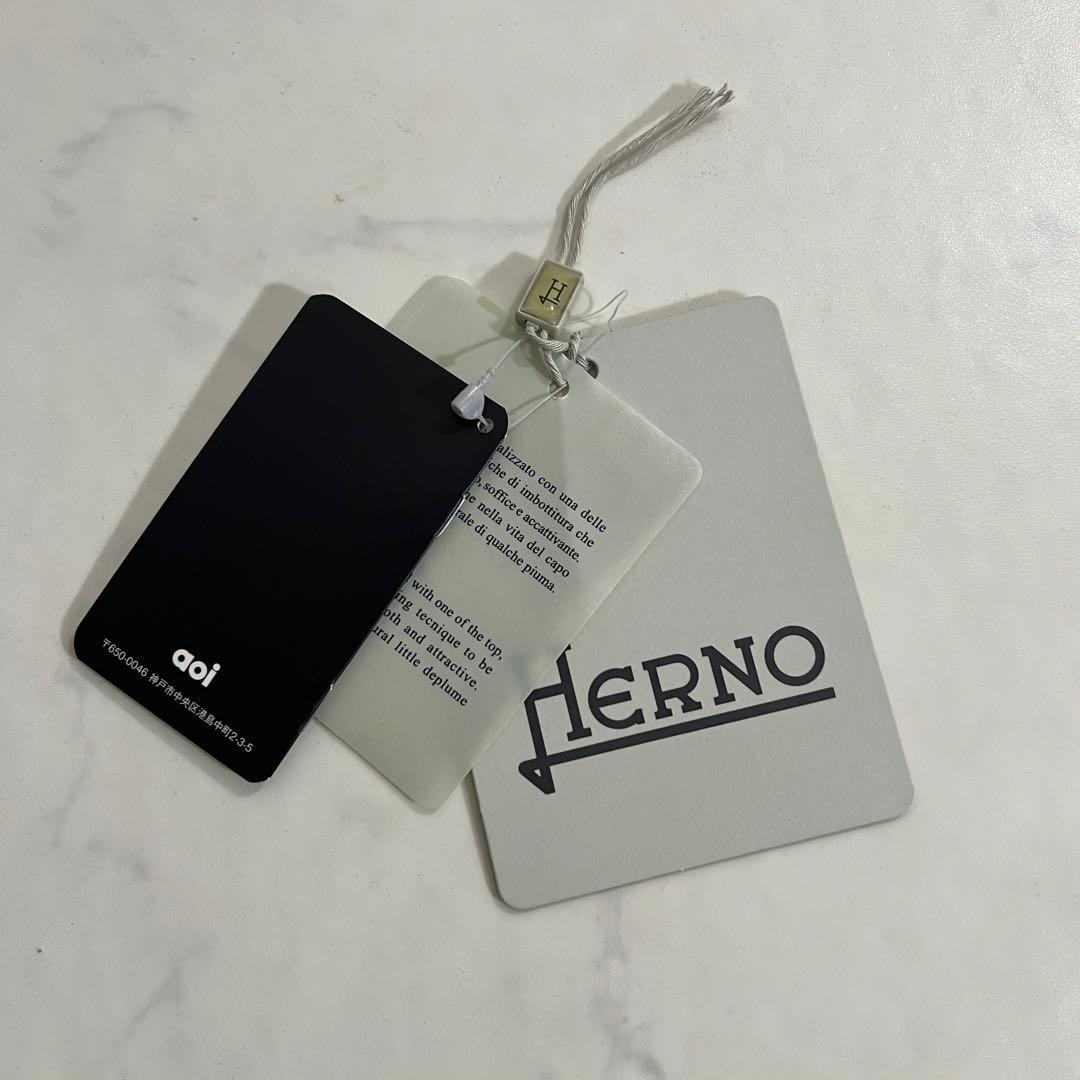 H
alizzato con una delle
che di imbottitura che
soffice e accattivante.
nella vita del capo
rale di qualche piuma.
with one of the top,
ing tecnique to be
oth and attractive.
ural little deplume
aoi
〒650-0046 神戸市中央区港島中町2-3-5
HERNO